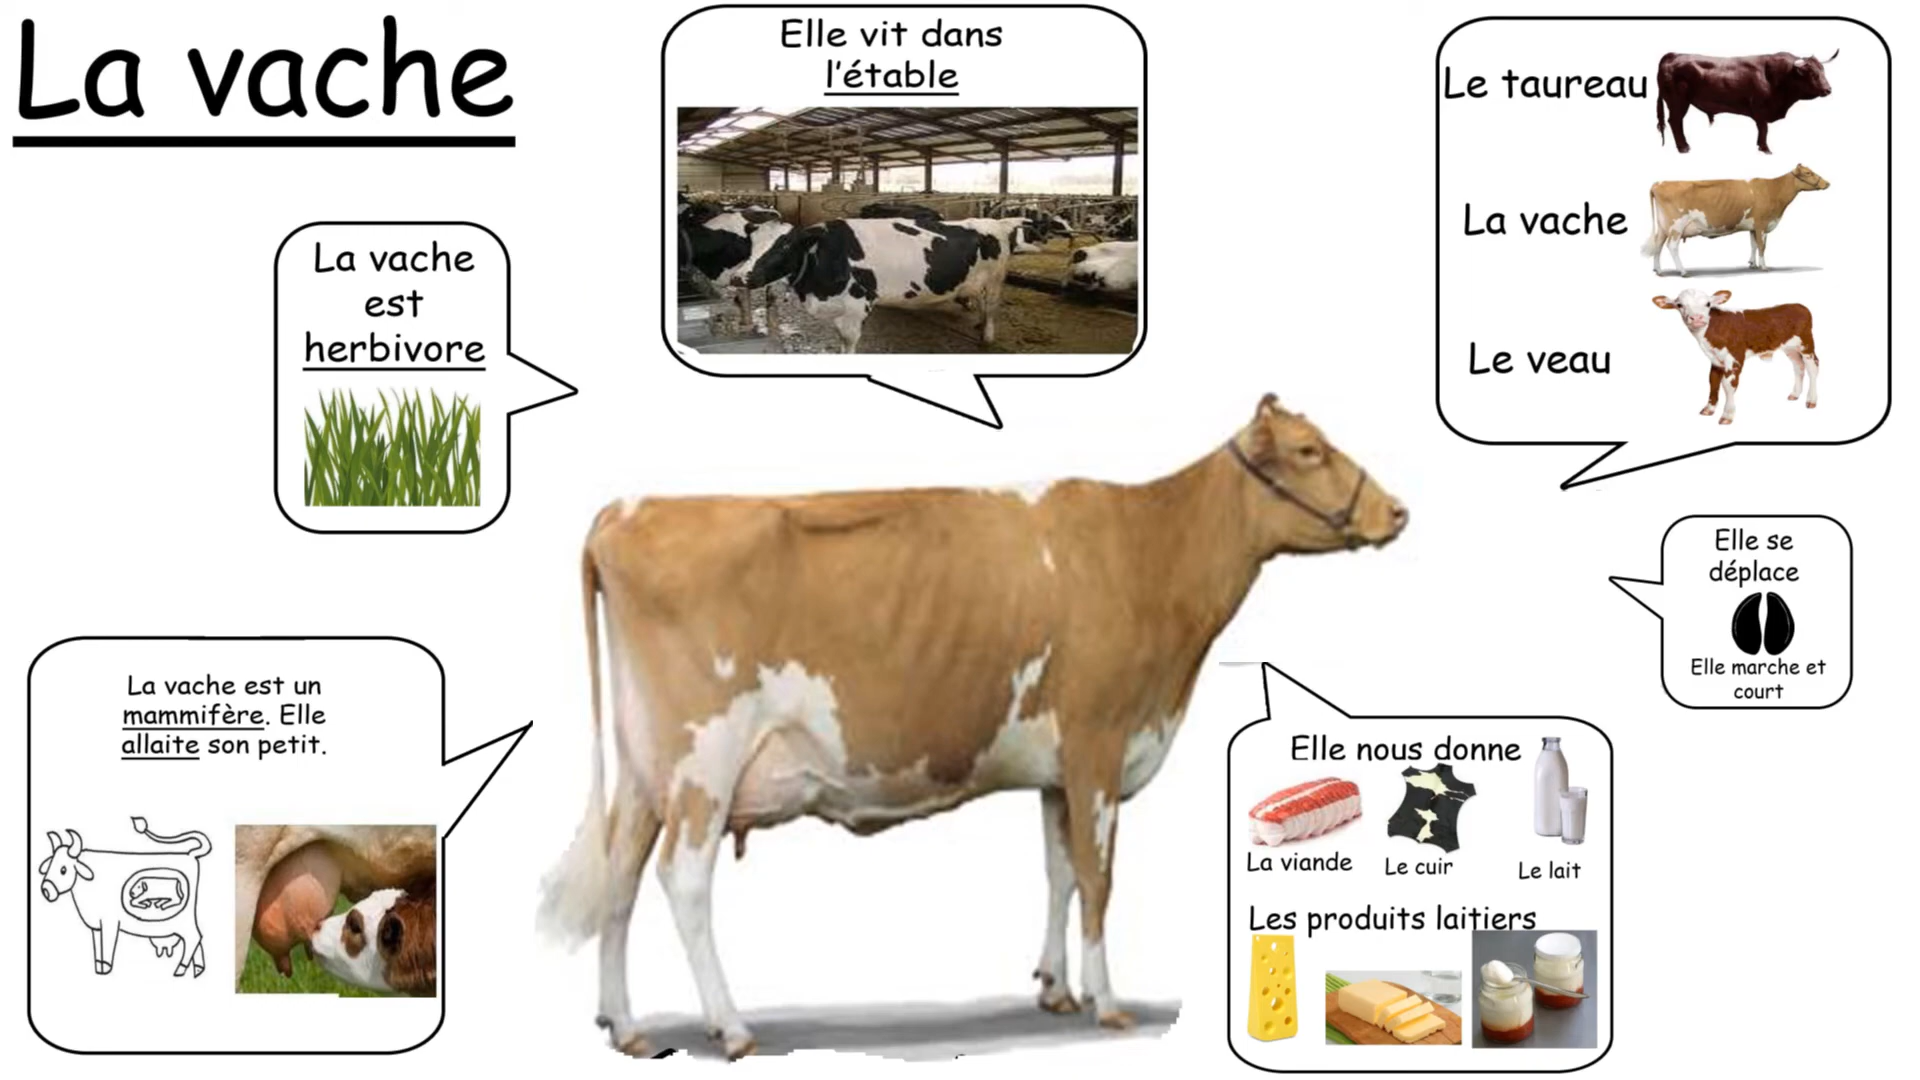 La vache
Elle vit dans
l'étable
Le taureau
La vache
Le veau
La vache
est
herbivore
Elle se
déplace
Elle marche et
court
La vache est un
mammifère. Elle
allaite son petit.
Elle nous donne
La viande
Le cuir
Le lait
Les produits laitiers